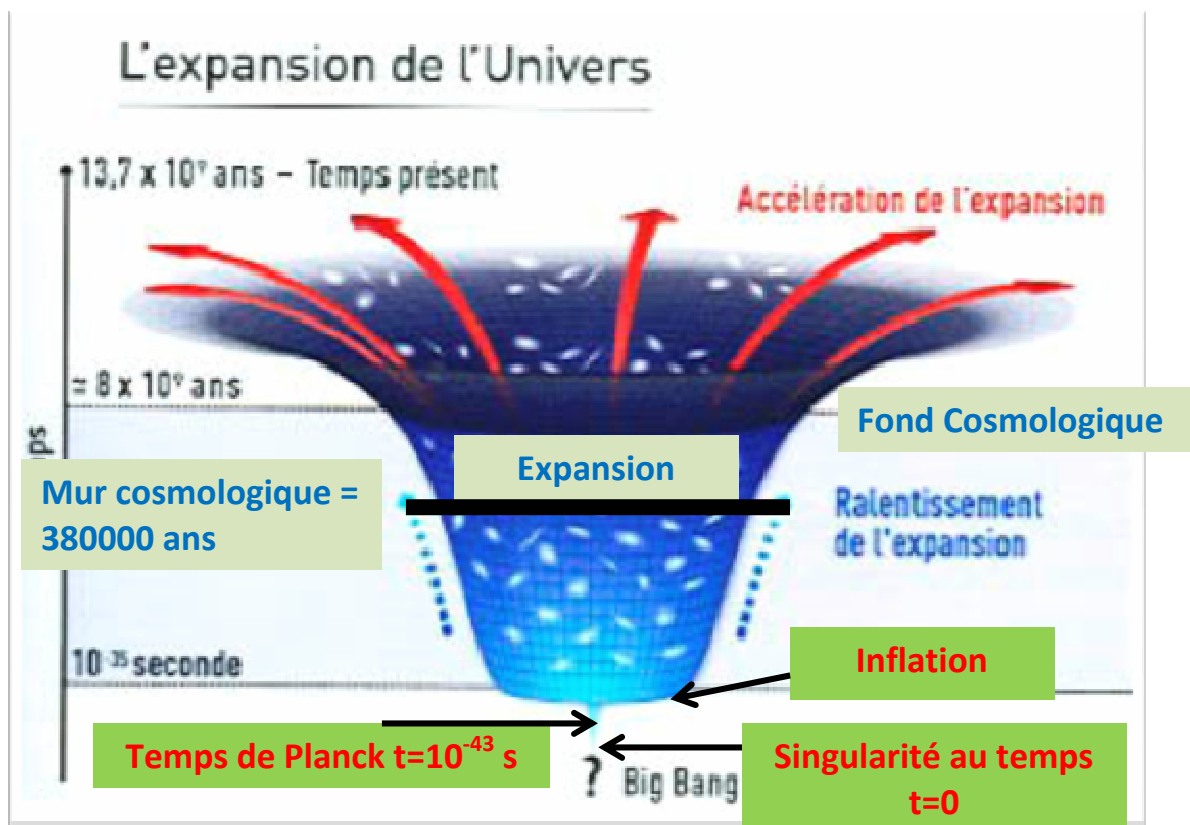 L'expansion de l'Univers
13,7 x 10⁹ ans – Temps présent
Accélération de l'expansion
≈ 8 x 10⁹ ans
Fond Cosmologique
Expansion
Mur cosmologique =
380000 ans
Ralentissement
de l'expansion
10⁻³⁵ seconde
Inflation
Temps de Planck t=10⁻⁴³ s
Singularité au temps
t=0
? Big Bang